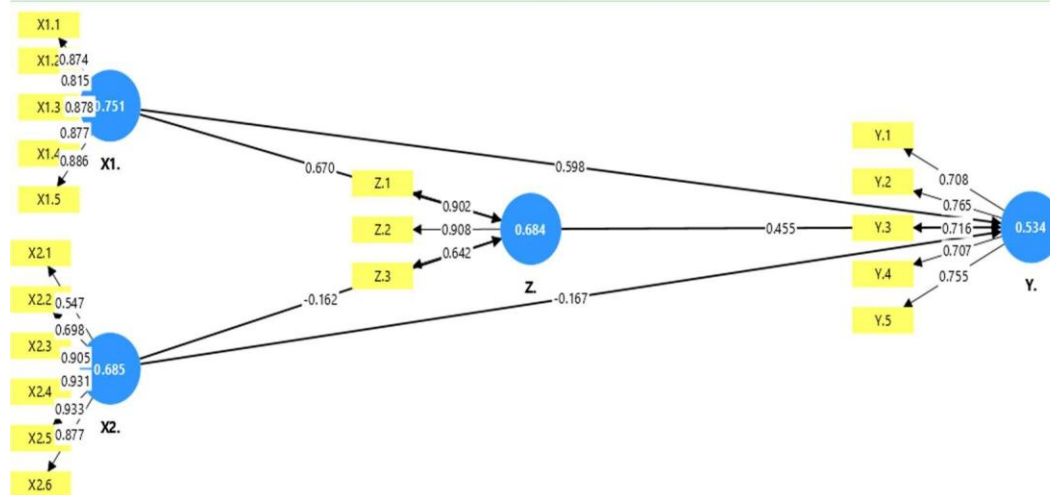 X1.1
X1.2
X1.3
X1.4
X1.5
0.874
0.815
0.878
0.877
0.886
0.751
X1.
X2.1
X2.2
X2.3
X2.4
X2.5
X2.6
0.547
0.698
0.905
0.931
0.933
0.877
0.685
X2.
0.670
-0.162
0.598
-0.167
Z.1
Z.2
Z.3
0.902
0.908
0.642
0.684
Z.
0.455
Y.1
Y.2
Y.3
Y.4
Y.5
0.708
0.765
0.716
0.707
0.755
0.534
Y.